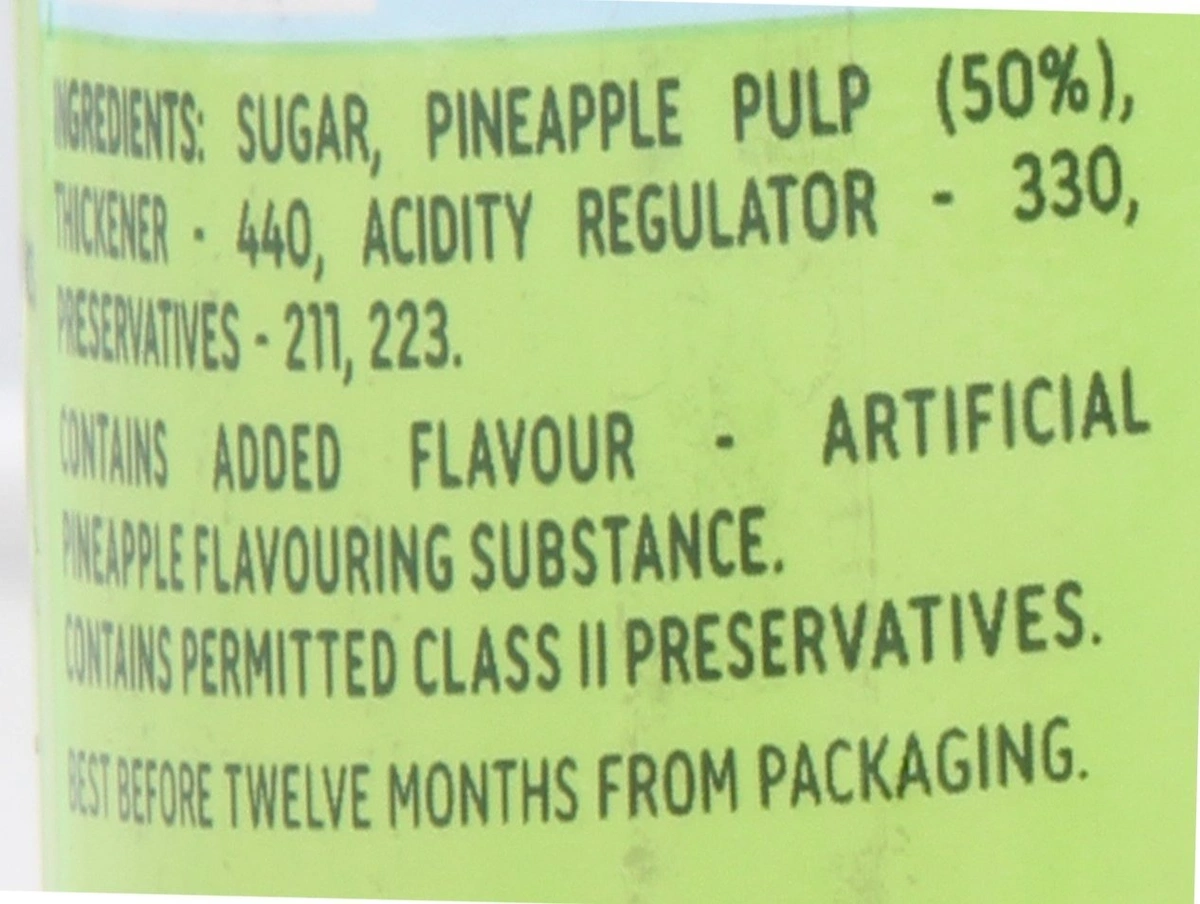 INGREDIENTS: SUGAR, PINEAPPLE PULP (50%),
THICKENER - 440, ACIDITY REGULATOR - 330,
PRESERVATIVES - 211, 223.
CONTAINS ADDED FLAVOUR - ARTIFICIAL
PINEAPPLE FLAVOURING SUBSTANCE.
CONTAINS PERMITTED CLASS II PRESERVATIVES.
BEST BEFORE TWELVE MONTHS FROM PACKAGING.